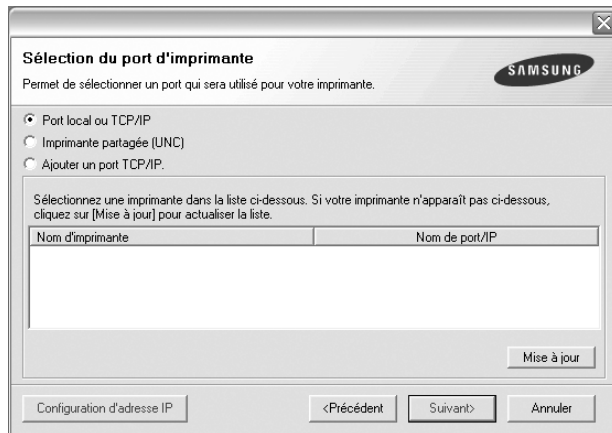 Sélection du port d'imprimante
Permet de sélectionner un port qui sera utilisé pour votre imprimante.
SAMSUNG
Port local ou TCP/IP
Imprimante partagée (UNC)
Ajouter un port TCP/IP.
Sélectionnez une imprimante dans la liste ci-dessous. Si votre imprimante n'apparaît pas ci-dessous,
cliquez sur [Mise à jour] pour actualiser la liste.
Nom d'imprimante Nom de port/IP
Mise à jour
Configuration d'adresse IP <Précédent Suivant> Annuler